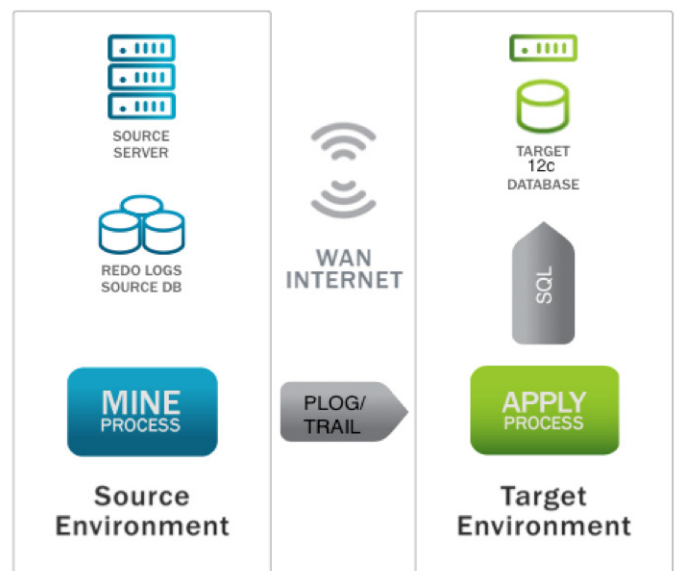 SOURCE
SERVER
REDO LOGS
SOURCE DB
MINE
PROCESS
Source
Environment
WAN
INTERNET
PLOG/
TRAIL
TARGET
12c
DATABASE
SQL
APPLY
PROCESS
Target
Environment